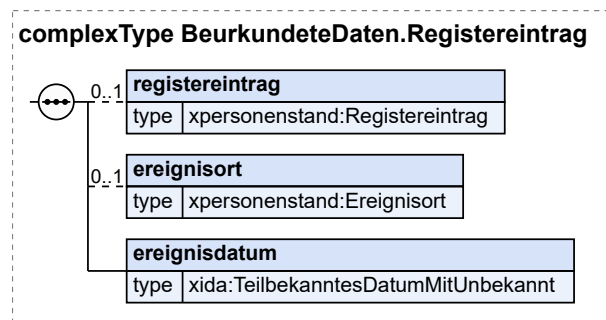 complexType BeurkundeteDaten.Registereintrag
0..1
registereintrag
type xpersonenstand:Registereintrag
0..1
ereignisort
type xpersonenstand:Ereignisort
ereignisdatum
type xida:TeilbekanntesDatumMitUnbekannt